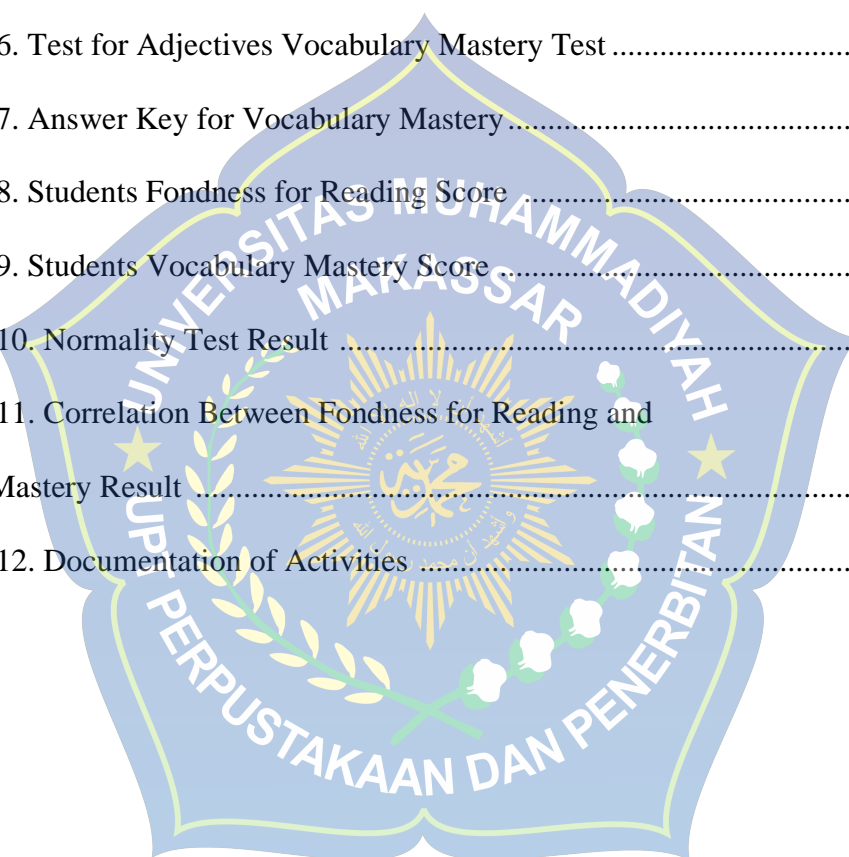 6. Test for Adjectives Vocabulary Mastery Test ..............................
7. Answer Key for Vocabulary Mastery ..............................
8. Students Fondness for Reading Score ..............................
9. Students Vocabulary Mastery Score ..............................
10. Normality Test Result ..............................
11. Correlation Between Fondness for Reading and
Mastery Result ..............................
12. Documentation of Activities ..............................
UNIVERSITAS MUHAMMADIYAH
MAKASSAR
UPT PERPUSTAKAAN DAN PENERBITAN